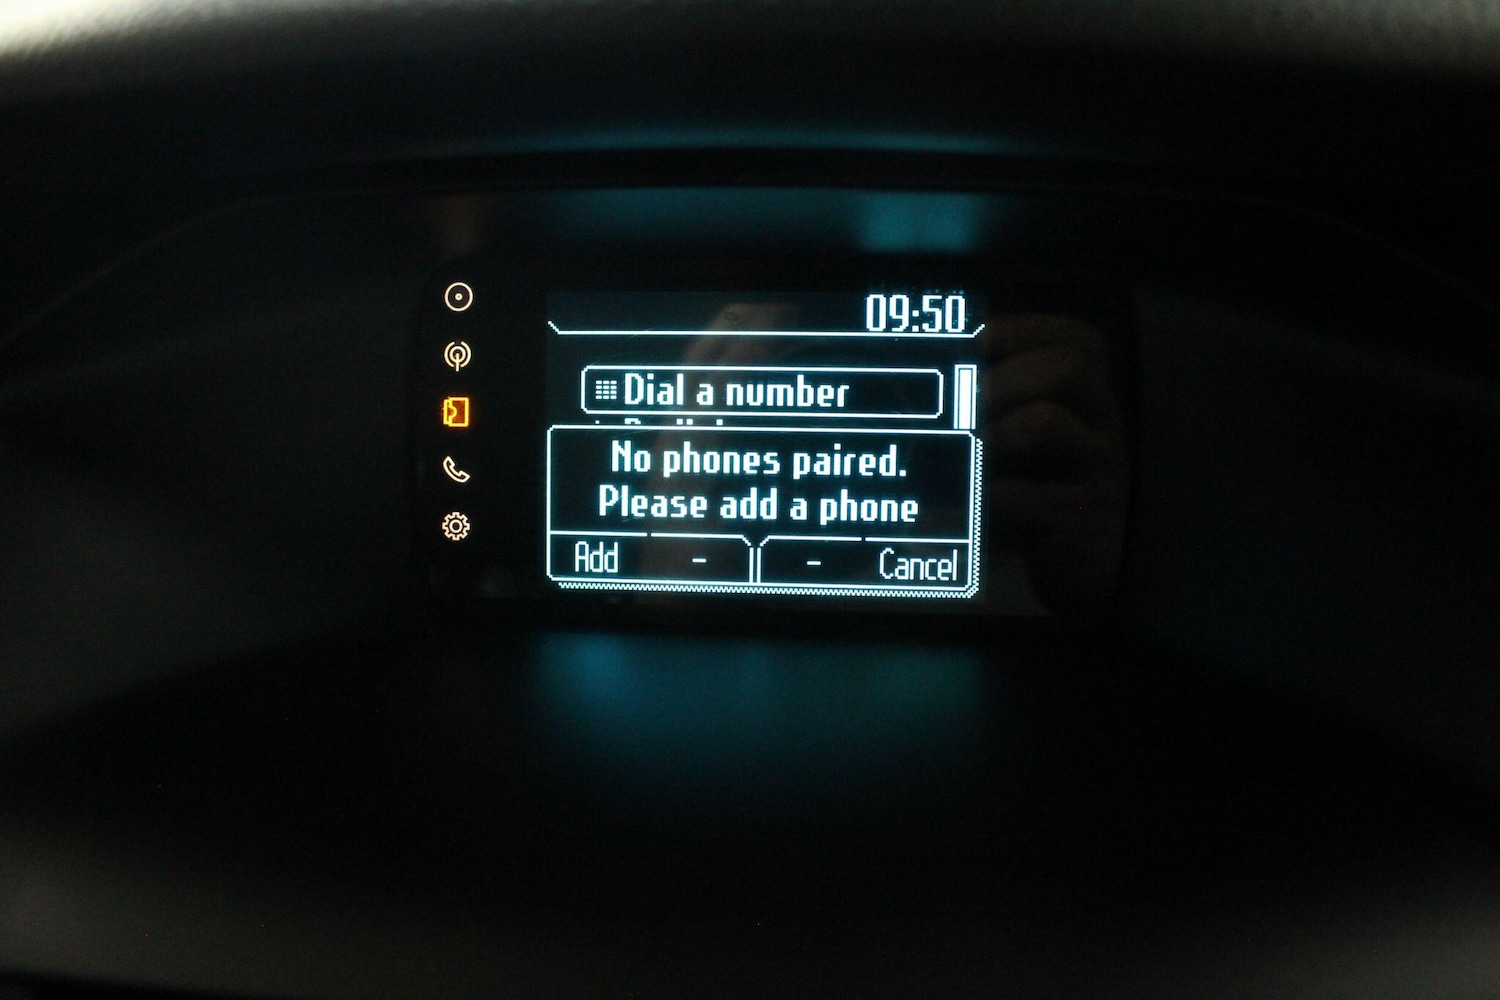 09:50
Dial a number
No phones paired.
Please add a phone
Add - - Cancel